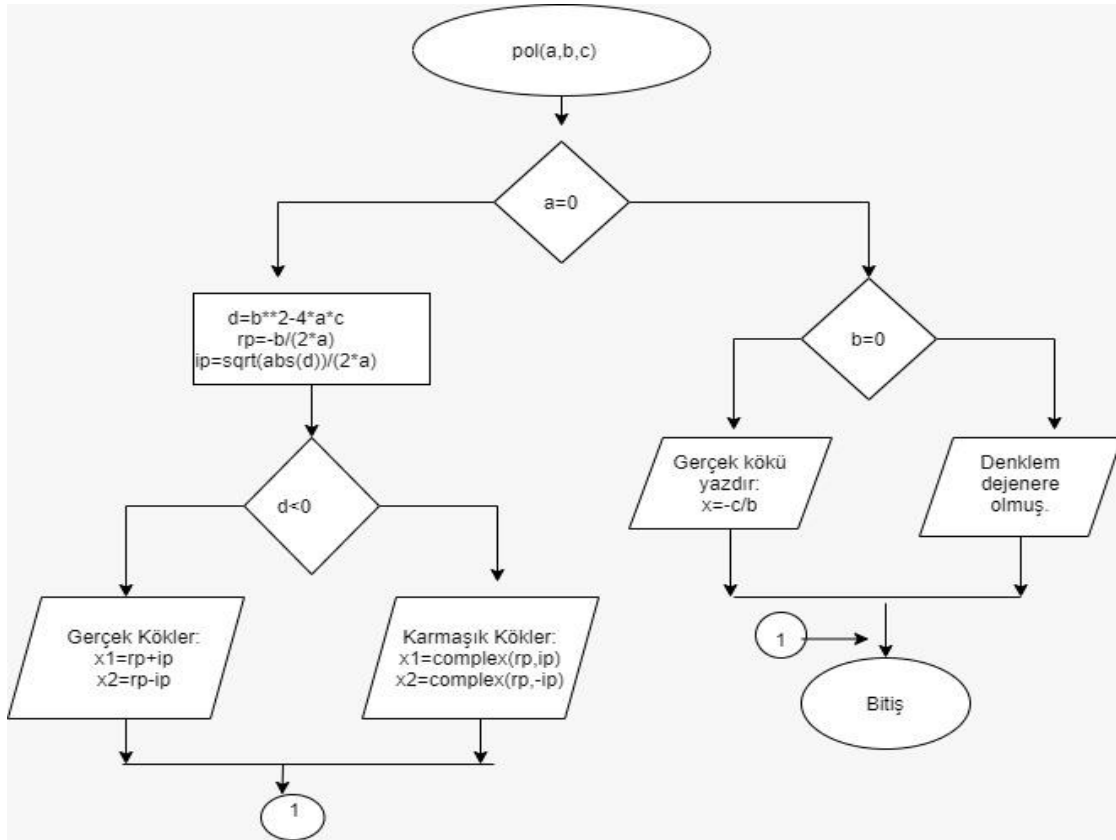 pol(a,b,c)
a=0
d=b**2-4*a*c
rp=-b/(2*a)
ip=sqrt(abs(d))/(2*a)
b=0
d<0
Gerçek kökü
yazdır:
x=-c/b
Denklem
dejenere
olmuş.
Gerçek Kökler:
x1=rp+ip
x2=rp-ip
Karmaşık Kökler:
x1=complex(rp,ip)
x2=complex(rp,-ip)
1
Bitiş
1